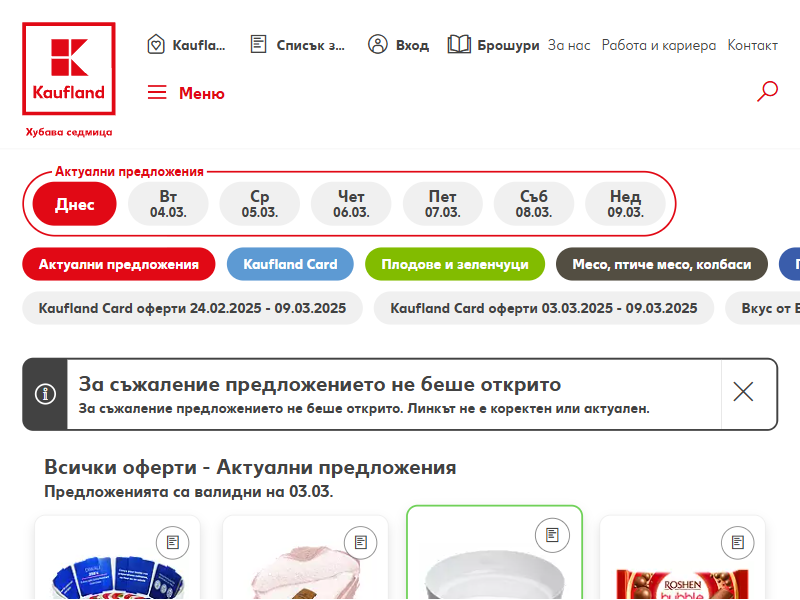 Kaufla...
Списък з...
Вход
Брошури
За нас
Работа и кариера
Контакт
Kaufland
Хубава седмица
Меню
Актуални предложения
Днес
Вт
04.03.
Ср
05.03.
Чет
06.03.
Пет
07.03.
Съб
08.03.
Нед
09.03.
Актуални предложения
Kaufland Card
Плодове и зеленчуци
Месо, птиче месо, колбаси
Kaufland Card оферти 24.02.2025 - 09.03.2025
Kaufland Card оферти 03.03.2025 - 09.03.2025
Вкус от
За съжаление предложението не беше открито
За съжаление предложението не беше открито. Линкът не е коректен или актуален.
Всички оферти - Актуални предложения
Предложенията са валидни на 03.03.
ROSHEN
bubble